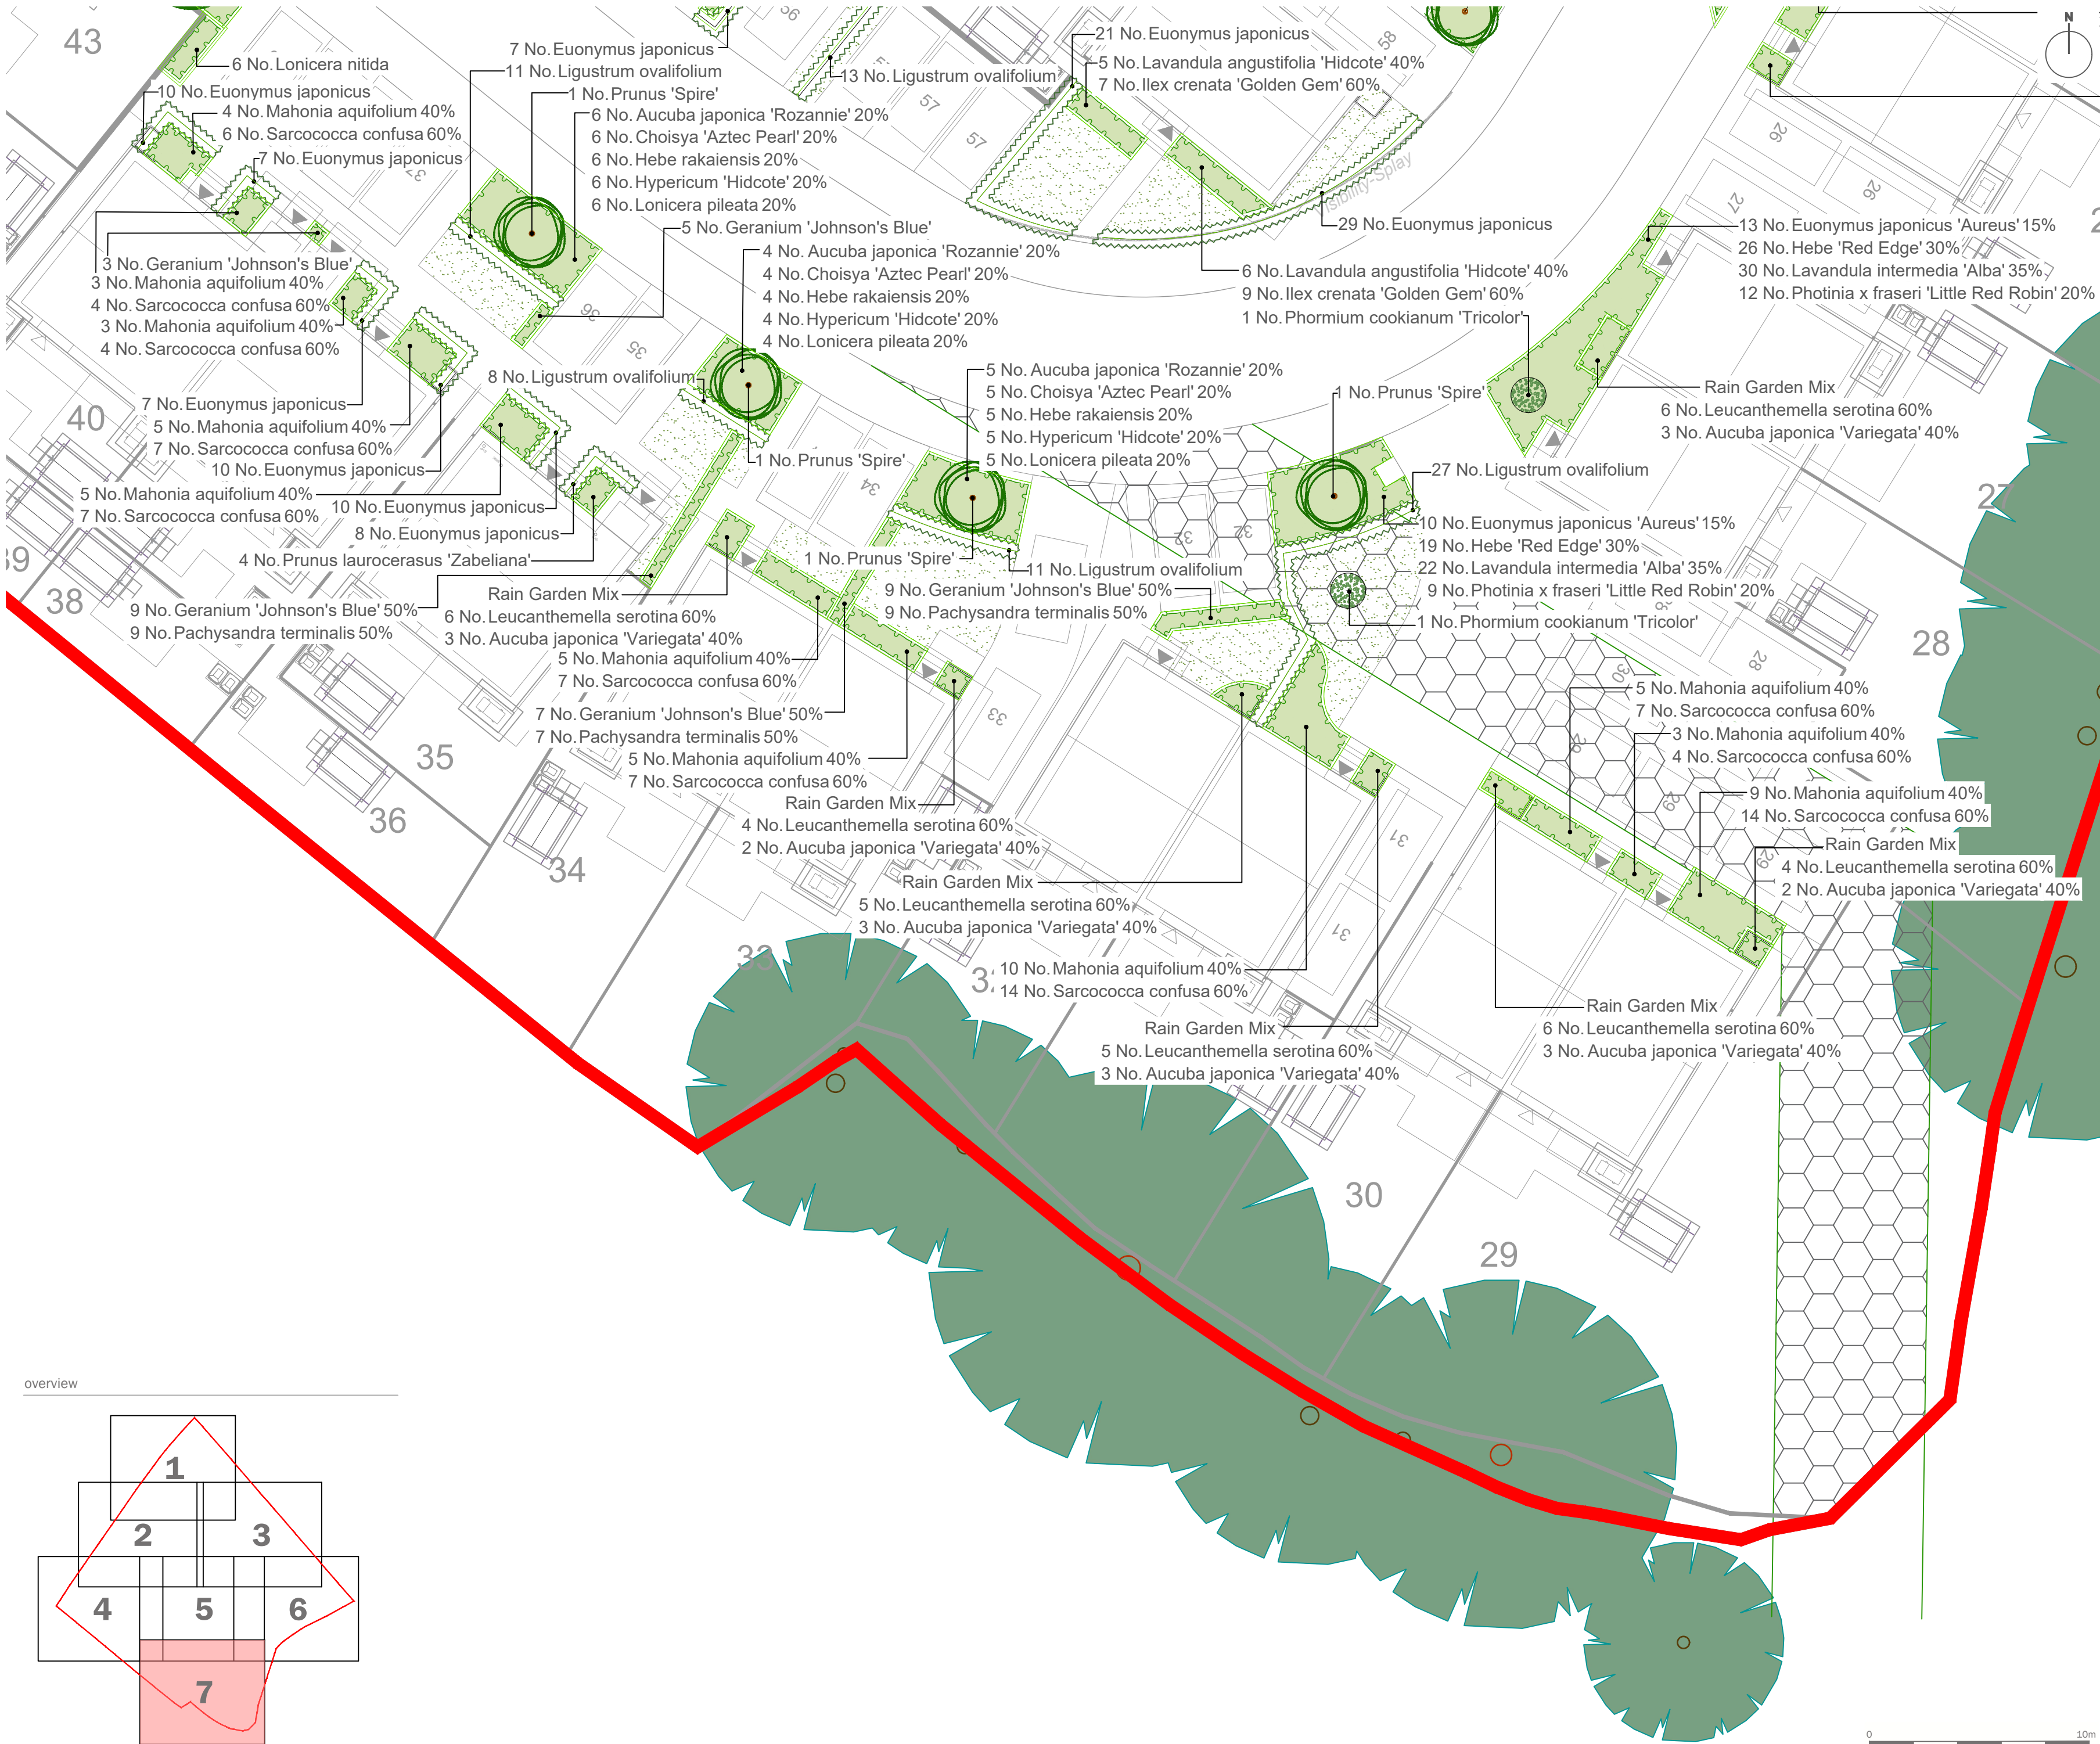 43
6 No. Lonicera nitida
10 No. Euonymus japonicus
4 No. Mahonia aquifolium 40%
6 No. Sarcococca confusa 60%
7 No. Euonymus japonicus
37
3 No. Geranium 'Johnson's Blue'
3 No. Mahonia aquifolium 40%
4 No. Sarcococca confusa 60%
3 No. Mahonia aquifolium 40%
4 No. Sarcococca confusa 60%
7 No. Euonymus japonicus
5 No. Mahonia aquifolium 40%
7 No. Sarcococca confusa 60%
10 No. Euonymus japonicus
5 No. Mahonia aquifolium 40%
7 No. Sarcococca confusa 60%
10 No. Euonymus japonicus
8 No. Euonymus japonicus
4 No. Prunus laurocerasus 'Zabeliana'
9 No. Geranium 'Johnson's Blue' 50%
9 No. Pachysandra terminalis 50%
40
39
38
7 No. Euonymus japonicus
11 No. Ligustrum ovalifolium
1 No. Prunus 'Spire'
6 No. Aucuba japonica 'Rozannie' 20%
6 No. Choisya 'Aztec Pearl' 20%
6 No. Hebe rakaiensis 20%
6 No. Hypericum 'Hidcote' 20%
6 No. Lonicera pileata 20%
5 No. Geranium 'Johnson's Blue'
4 No. Aucuba japonica 'Rozannie' 20%
4 No. Choisya 'Aztec Pearl' 20%
4 No. Hebe rakaiensis 20%
4 No. Hypericum 'Hidcote' 20%
4 No. Lonicera pileata 20%
36
35
8 No. Ligustrum ovalifolium
1 No. Prunus 'Spire'
34
56
13 No. Ligustrum ovalifolium
57
57
21 No. Euonymus japonicus
5 No. Lavandula angustifolia 'Hidcote' 40%
7 No. Ilex crenata 'Golden Gem' 60%
58
isibility-Splay
29 No. Euonymus japonicus
6 No. Lavandula angustifolia 'Hidcote' 40%
9 No. Ilex crenata 'Golden Gem' 60%
1 No. Phormium cookianum 'Tricolor'
N
26
26
27
13 No. Euonymus japonicus 'Aureus' 15%
26 No. Hebe 'Red Edge' 30%
30 No. Lavandula intermedia 'Alba' 35%
12 No. Photinia x fraseri 'Little Red Robin' 20%
Rain Garden Mix
6 No. Leucanthemella serotina 60%
3 No. Aucuba japonica 'Variegata' 40%
5 No. Aucuba japonica 'Rozannie' 20%
5 No. Choisya 'Aztec Pearl' 20%
5 No. Hebe rakaiensis 20%
5 No. Hypericum 'Hidcote' 20%
5 No. Lonicera pileata 20%
1 No. Prunus 'Spire'
27 No. Ligustrum ovalifolium
10 No. Euonymus japonicus 'Aureus' 15%
19 No. Hebe 'Red Edge' 30%
22 No. Lavandula intermedia 'Alba' 35%
9 No. Photinia x fraseri 'Little Red Robin' 20%
1 No. Phormium cookianum 'Tricolor'
27
28
28
32
32
1 No. Prunus 'Spire'
11 No. Ligustrum ovalifolium
9 No. Geranium 'Johnson's Blue' 50%
9 No. Pachysandra terminalis 50%
Rain Garden Mix
6 No. Leucanthemella serotina 60%
3 No. Aucuba japonica 'Variegata' 40%
5 No. Mahonia aquifolium 40%
7 No. Sarcococca confusa 60%
7 No. Geranium 'Johnson's Blue' 50%
7 No. Pachysandra terminalis 50%
5 No. Mahonia aquifolium 40%
7 No. Sarcococca confusa 60%
33
Rain Garden Mix
4 No. Leucanthemella serotina 60%
2 No. Aucuba japonica 'Variegata' 40%
Rain Garden Mix
5 No. Leucanthemella serotina 60%
3 No. Aucuba japonica 'Variegata' 40%
10 No. Mahonia aquifolium 40%
14 No. Sarcococca confusa 60%
Rain Garden Mix
5 No. Leucanthemella serotina 60%
3 No. Aucuba japonica 'Variegata' 40%
31
31
30
29
29
29
5 No. Mahonia aquifolium 40%
7 No. Sarcococca confusa 60%
3 No. Mahonia aquifolium 40%
4 No. Sarcococca confusa 60%
9 No. Mahonia aquifolium 40%
14 No. Sarcococca confusa 60%
Rain Garden Mix
4 No. Leucanthemella serotina 60%
2 No. Aucuba japonica 'Variegata' 40%
Rain Garden Mix
6 No. Leucanthemella serotina 60%
3 No. Aucuba japonica 'Variegata' 40%
35
36
34
33
30
29
overview
1
2
3
4
5
6
7
0 10m